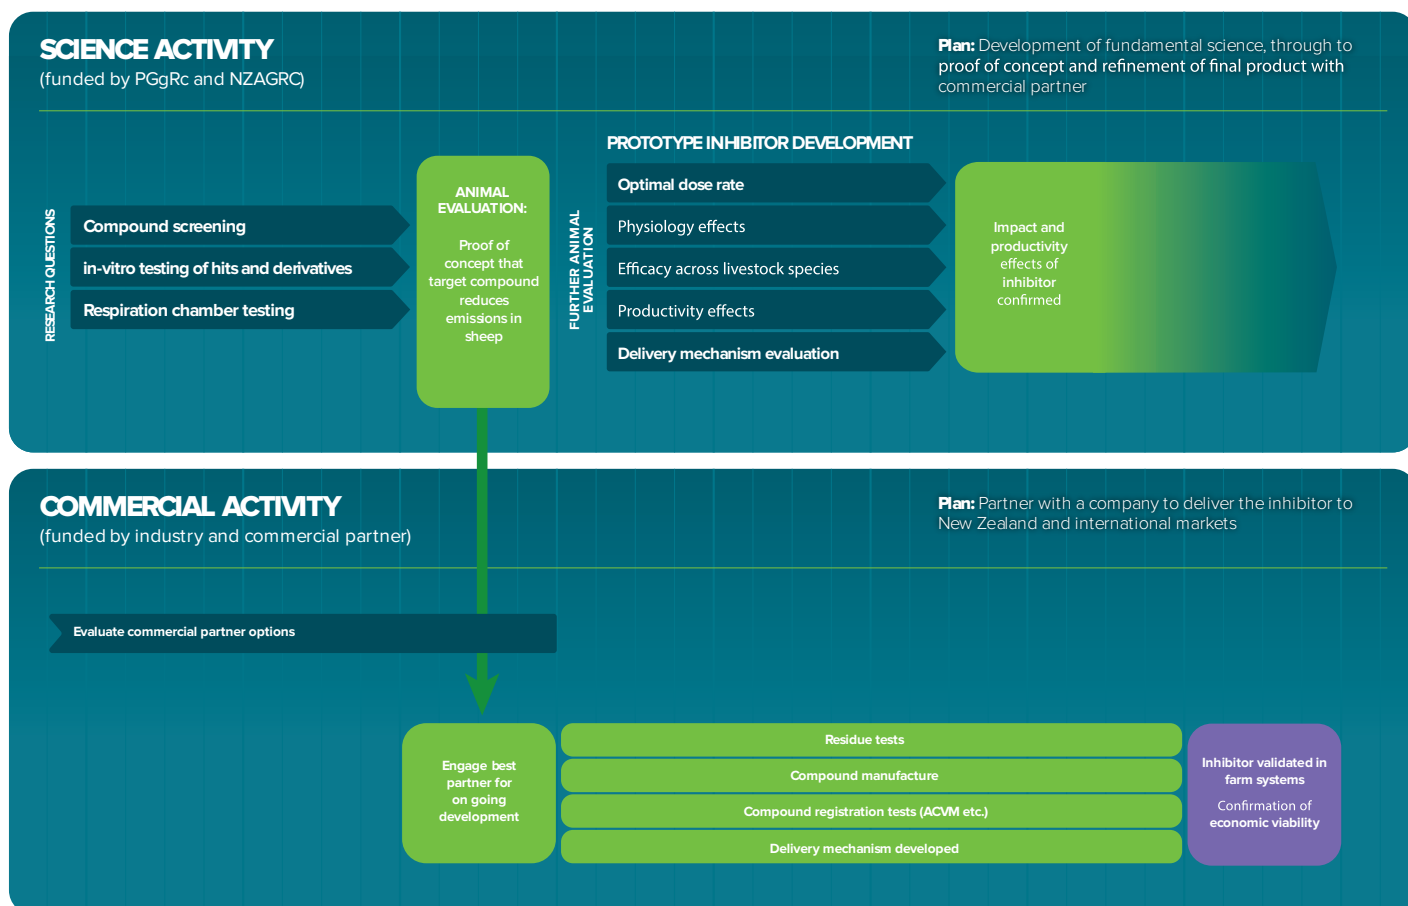 SCIENCE ACTIVITY
(funded by PGgRc and NZAGRC)
Plan: Development of fundamental science, through to
proof of concept and refinement of final product with
commercial partner
RESEARCH QUESTIONS
Compound screening
in-vitro testing of hits and derivatives
Respiration chamber testing
ANIMAL
EVALUATION:
Proof of
concept that
target compound
reduces
emissions in
sheep
FURTHER ANIMAL
EVALUATION
PROTOTYPE INHIBITOR DEVELOPMENT
Optimal dose rate
Physiology effects
Efficacy across livestock species
Productivity effects
Delivery mechanism evaluation
Impact and
productivity
effects of
inhibitor
confirmed
COMMERCIAL ACTIVITY
(funded by industry and commercial partner)
Plan: Partner with a company to deliver the inhibitor to
New Zealand and international markets
Evaluate commercial partner options
Engage best
partner for
on going
development
Residue tests
Compound manufacture
Compound registration tests (ACVM etc.)
Delivery mechanism developed
Inhibitor validated in
farm systems
Confirmation of
economic viability